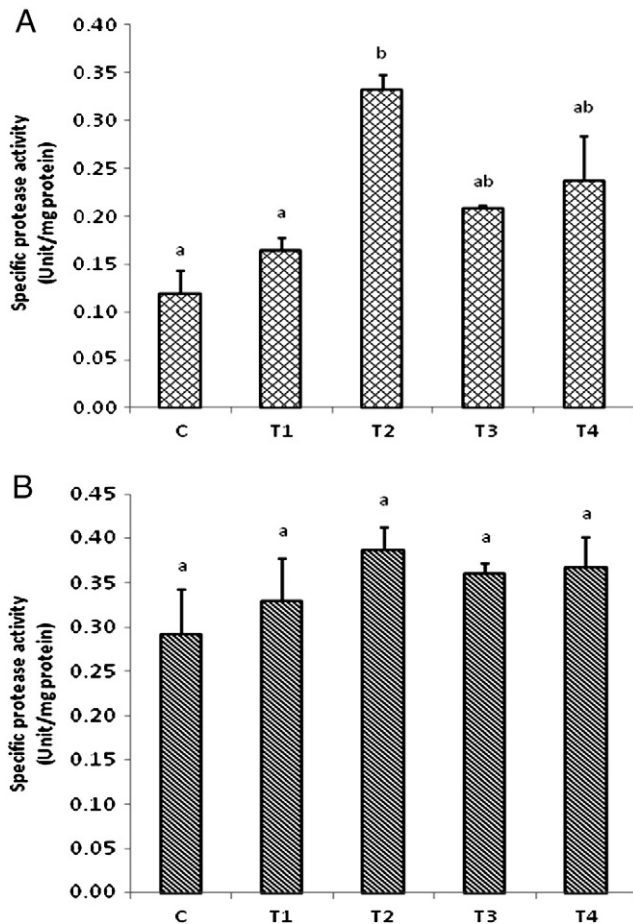 A
Specific protease activity
(Unit/mg protein)
0.40
0.35
0.30
0.25
0.20
0.15
0.10
0.05
0.00
a
a
b
ab
ab
C T1 T2 T3 T4
B
Specific protease activity
(Unit/mg protein)
0.45
0.40
0.35
0.30
0.25
0.20
0.15
0.10
0.05
0.00
a
a
a
a
a
C T1 T2 T3 T4